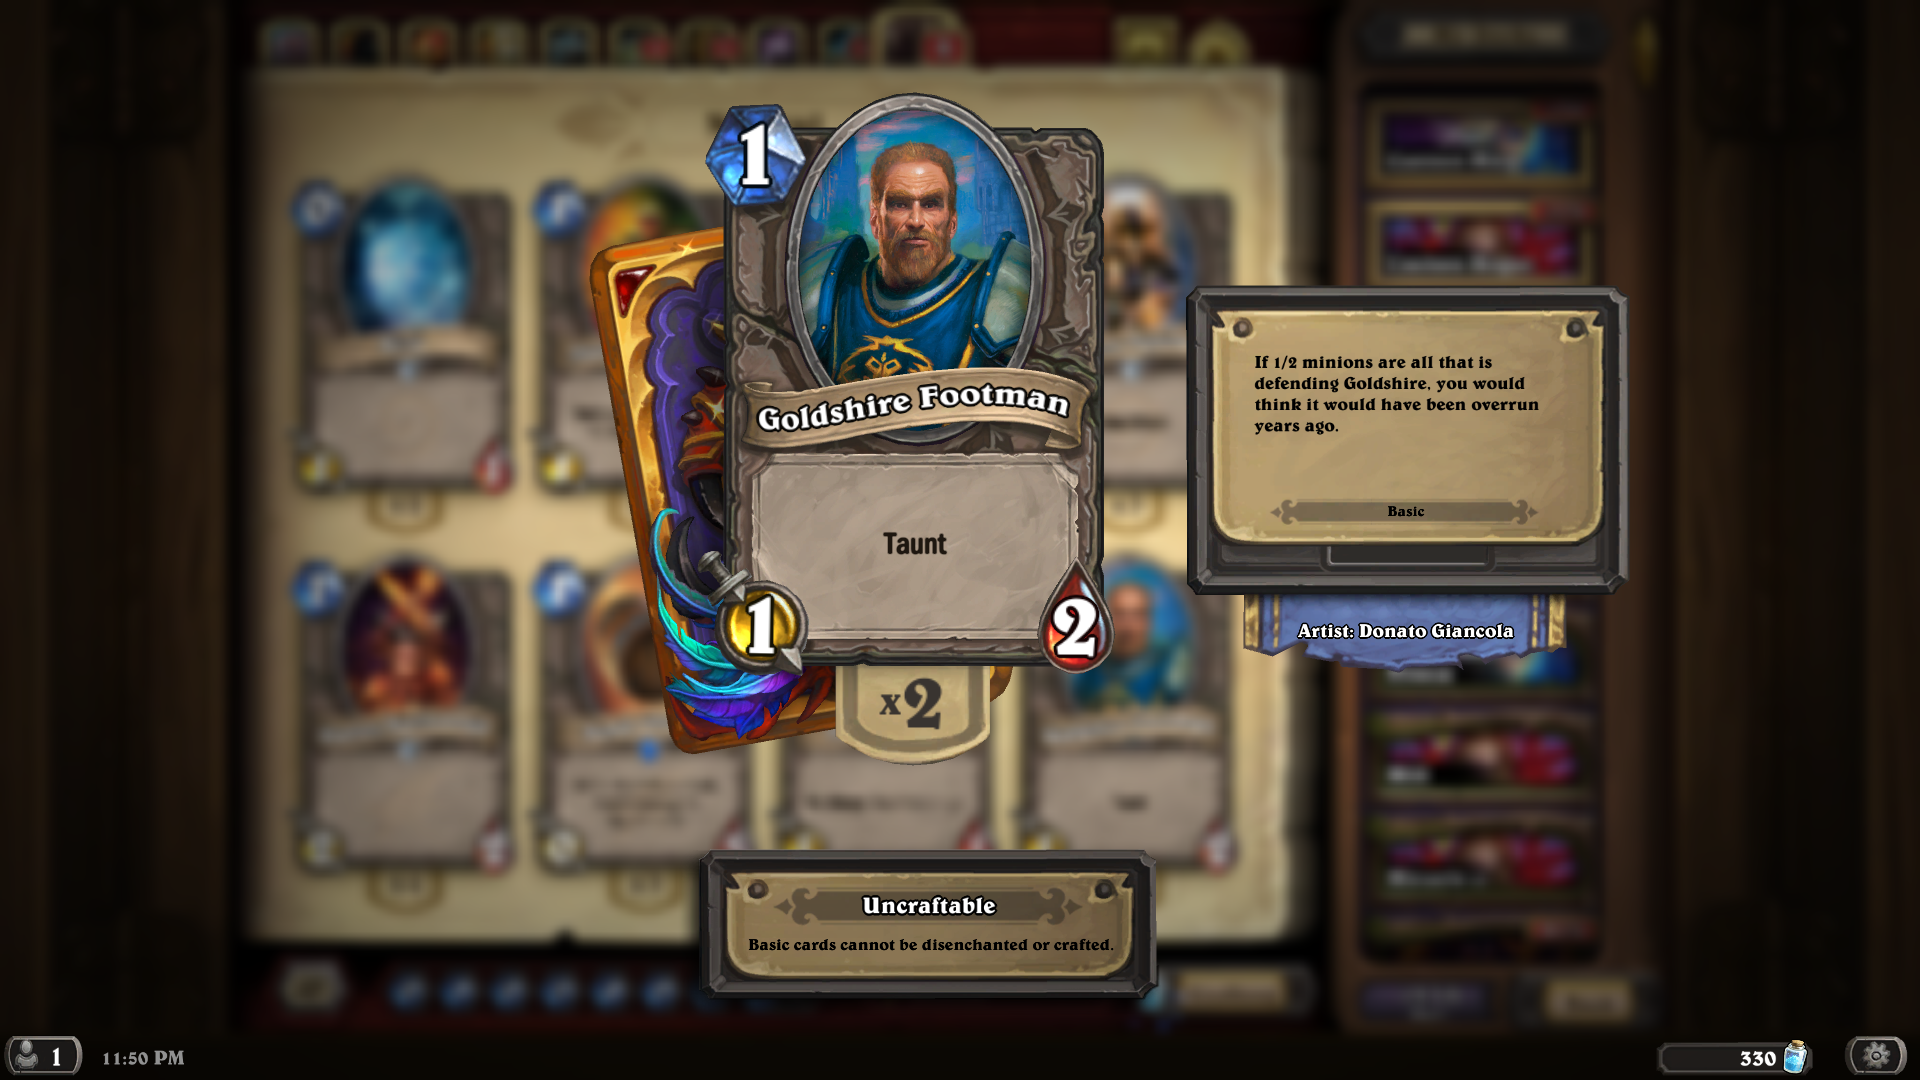 1
Goldshire Footman
Taunt
1
2
x2
If 1/2 minions are all that is
defending Goldshire, you would
think it would have been overrun
years ago.
Basic
Artist: Donato Giancola
Uncraftable
Basic cards cannot be disenchanted or crafted.
1
11:50 PM
330